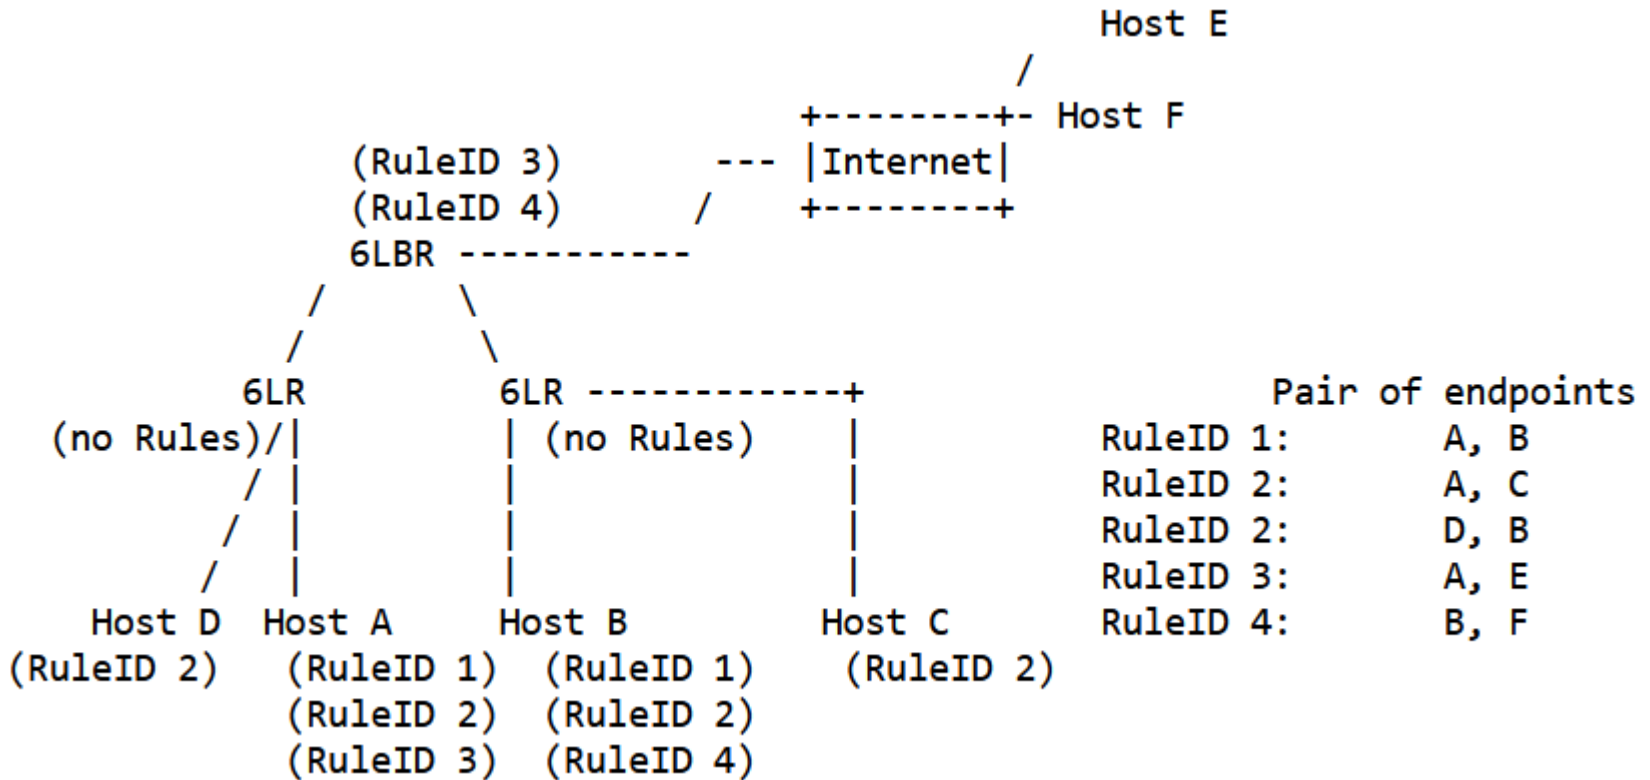 Host E
                                               /
                                     +--------+- Host F
                (RuleID 3)       --- |Internet|
                (RuleID 4)      /    +--------+
                6LBR -----------
              /      \
             /        \
           6LR         6LR ------------+                   Pair of endpoints
  (no Rules)/|         | (no Rules)    |           RuleID 1:       A, B
           / |         |               |           RuleID 2:       A, C
          /  |         |               |           RuleID 2:       D, B
         /   |         |               |           RuleID 3:       A, E
    Host D  Host A     Host B         Host C       RuleID 4:       B, F
(RuleID 2)   (RuleID 1)  (RuleID 1)    (RuleID 2)
             (RuleID 2)  (RuleID 2)
             (RuleID 3)  (RuleID 4)